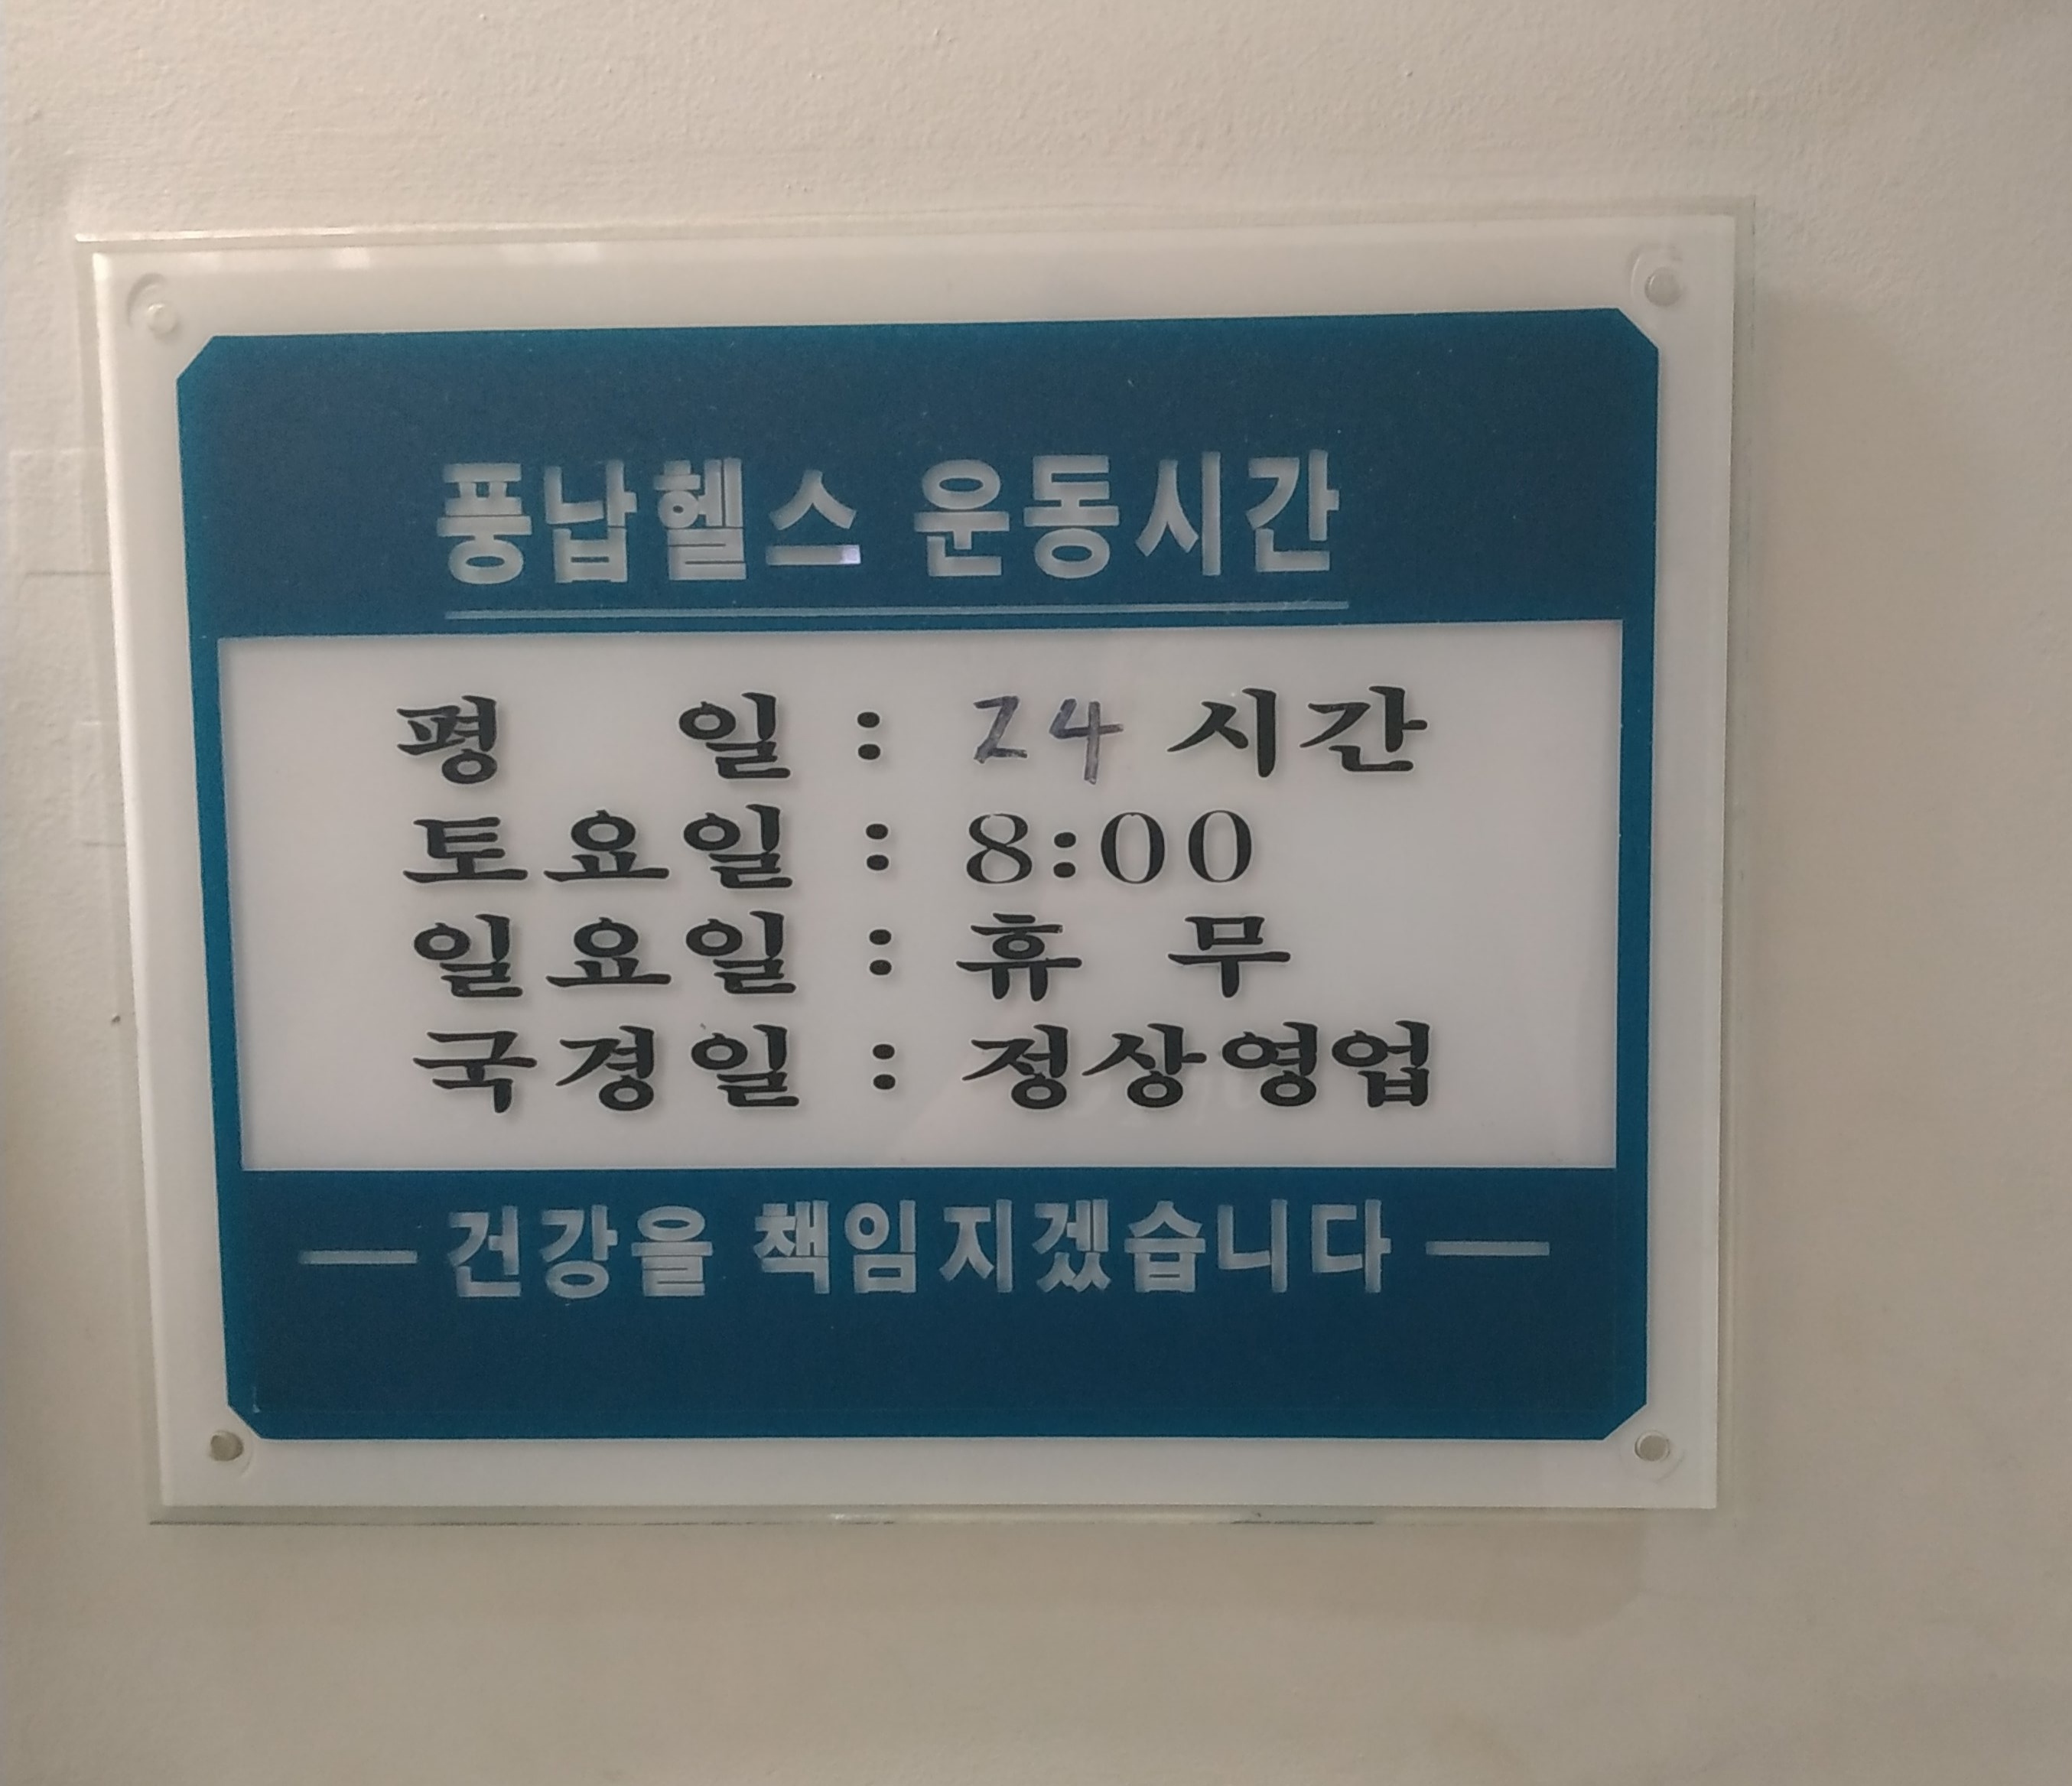 풍납헬스 운동시간
평 일 : 24 시간
토요일 : 8:00
일요일 : 휴 무
국경일 : 정상영업
— 건강을 책임지겠습니다 —